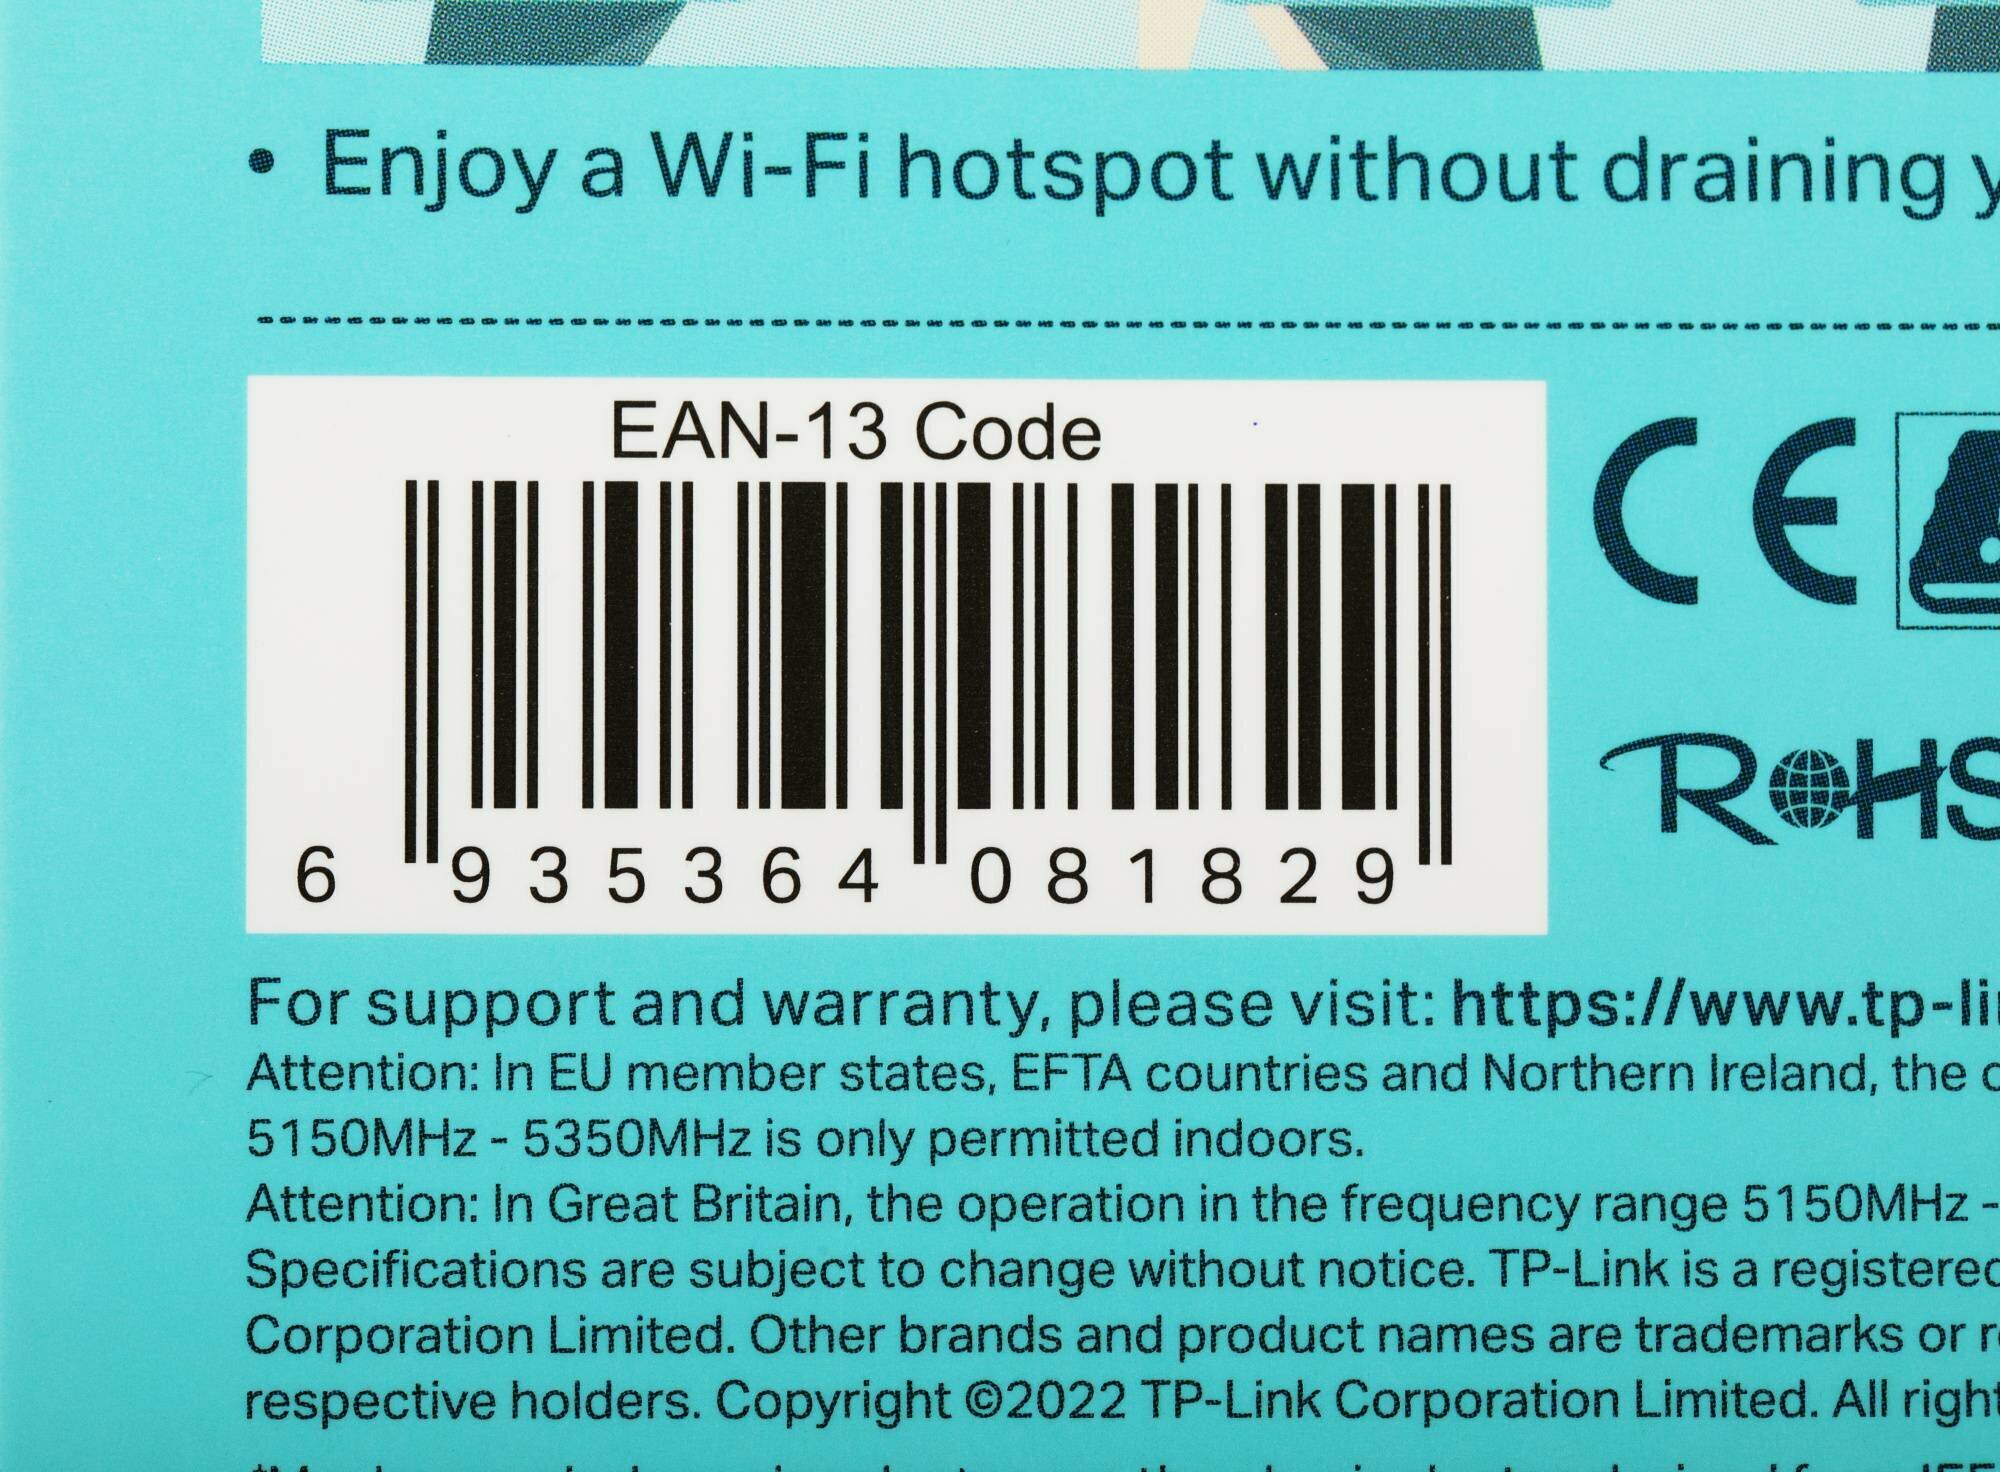 • Enjoy a Wi-Fi hotspot without draining
EAN-13 Code
6 935364 081829
CE
RoHS
For support and warranty, please visit: https://www.tp-li
Attention: In EU member states, EFTA countries and Northern Ireland, the
5150MHz - 5350MHz is only permitted indoors.
Attention: In Great Britain, the operation in the frequency range 5150MHz -
Specifications are subject to change without notice. TP-Link is a registered
Corporation Limited. Other brands and product names are trademarks or
respective holders. Copyright ©2022 TP-Link Corporation Limited. All right